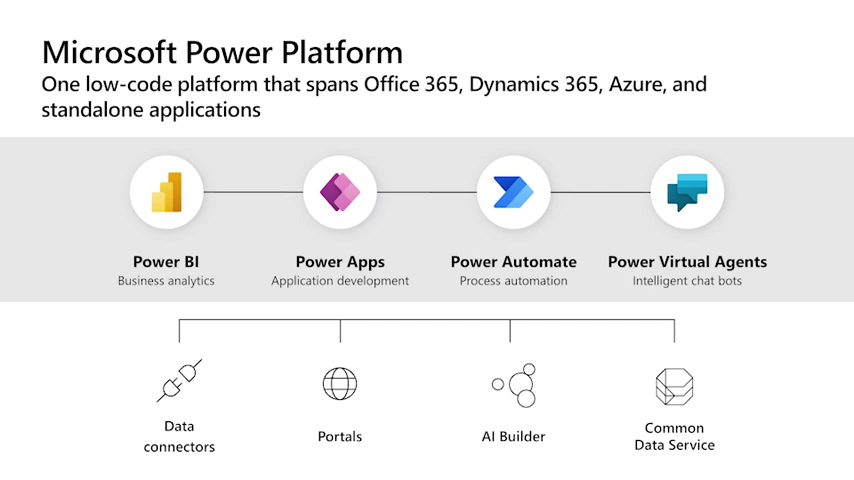 Microsoft Power Platform
One low-code platform that spans Office 365, Dynamics 365, Azure, and
standalone applications
Power BI
Business analytics
Power Apps
Application development
Power Automate
Process automation
Power Virtual Agents
Intelligent chat bots
Data
connectors
Portals
AI Builder
Common
Data Service